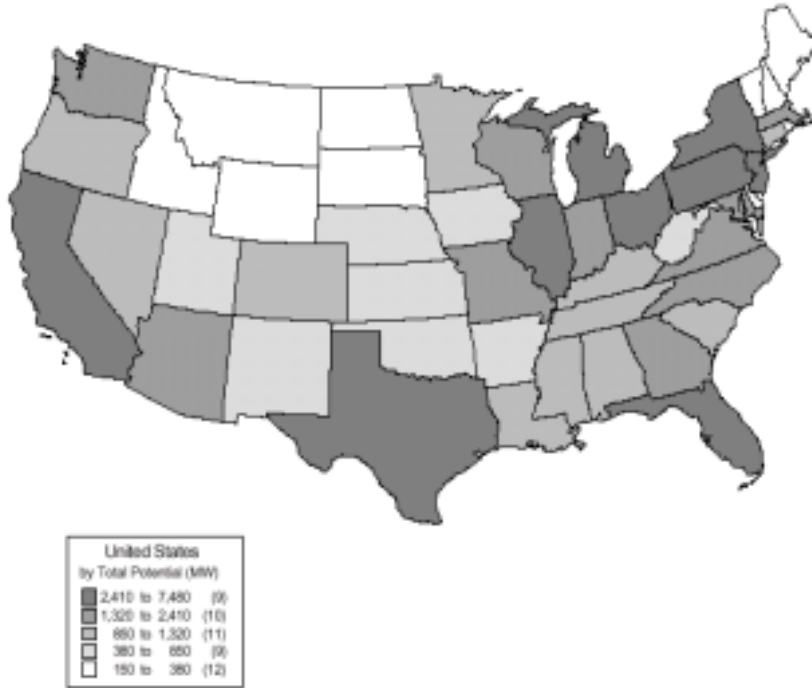 United States
by Total Potential (MW)
2,410 to 7,480 (9)
1,320 to 2,410 (10)
850 to 1,320 (11)
380 to 850 (9)
150 to 380 (12)